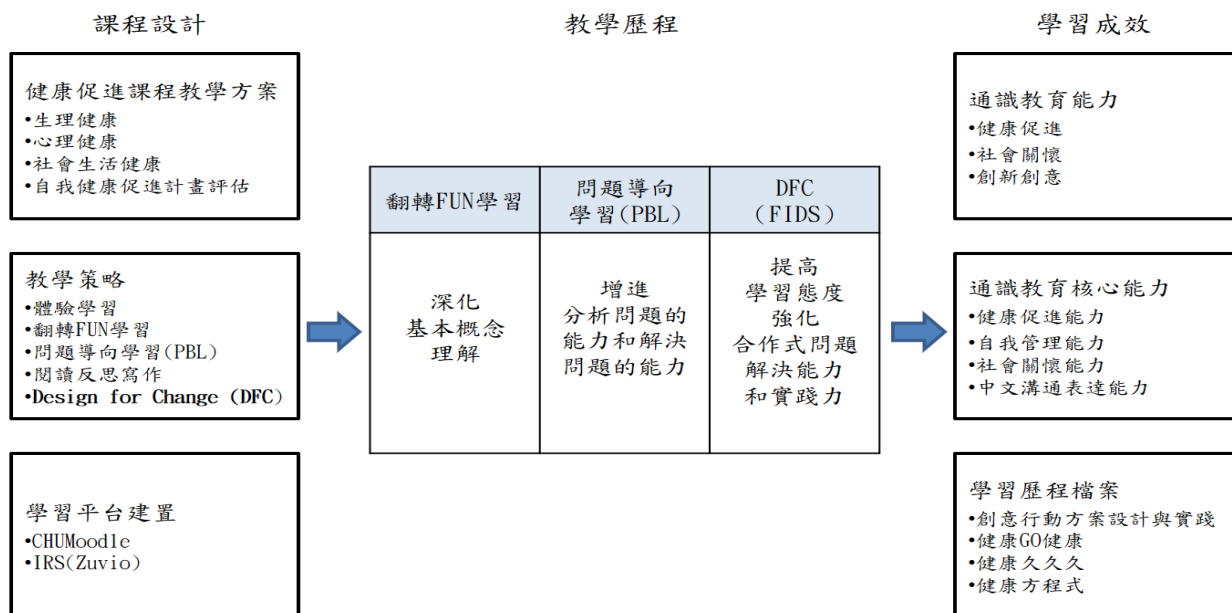 課程設計
健康促進課程教學方案
•生理健康
•心理健康
•社會生活健康
•自我健康促進計畫評估
教學策略
•體驗學習
•翻轉FUN學習
•問題導向學習(PBL)
•閱讀反思寫作
•Design for Change (DFC)
學習平台建置
•CHUMoodle
•IRS(Zuvio)
教學歷程
翻轉FUN學習
深化
基本概念
理解
問題導向
學習(PBL)
增進
分析問題的
能力和解決
問題的能力
DFC
(FIDS)
提高
學習態度
強化
合作式問題
解決能力
和實踐力
學習成效
通識教育能力
•健康促進
•社會關懷
•創新創意
通識教育核心能力
•健康促進能力
•自我管理能力
•社會關懷能力
•中文溝通表達能力
學習歷程檔案
•創意行動方案設計與實踐
•健康GO健康
•健康久久久
•健康方程式